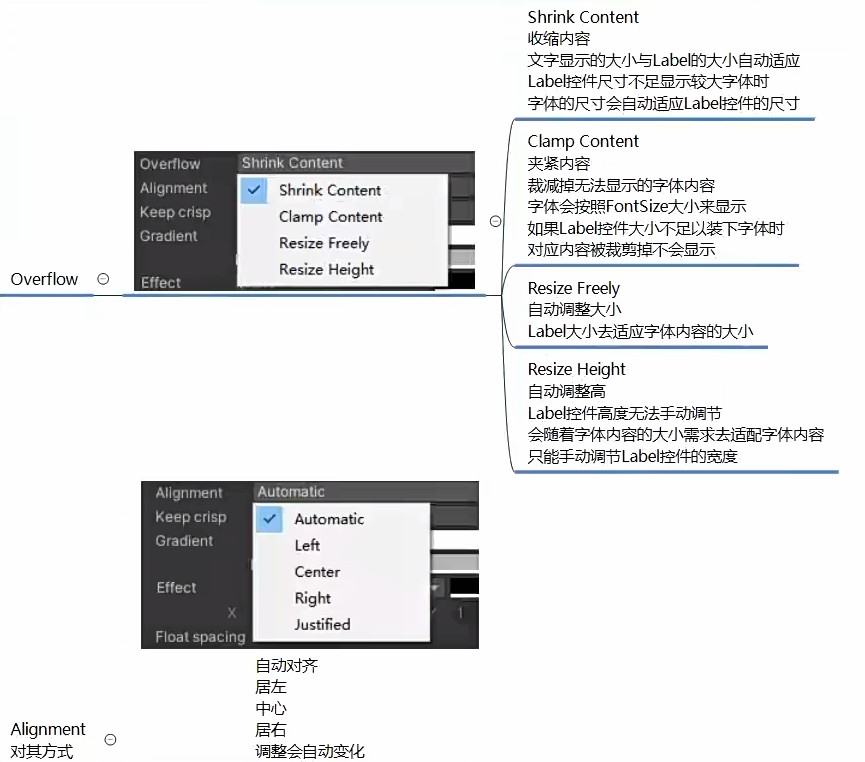 Overflow
Overflow Shrink Content
Alignment
Keep crisp
Gradient
Effect
Shrink Content
Clamp Content
Resize Freely
Resize Height
Shrink Content
收缩内容
文字显示的大小与Label的大小自动适应
Label控件尺寸不足显示较大字体时
字体的尺寸会自动适应Label控件的尺寸
Clamp Content
夹紧内容
裁减掉无法显示的字体内容
字体会按照FontSize大小来显示
如果Label控件大小不足以装下字体时
对应内容被裁剪掉不会显示
Resize Freely
自动调整大小
Label大小去适应字体内容的大小
Resize Height
自动调整高
Label控件高度无法手动调节
会随着字体内容的大小需求去适配字体内容
只能手动调节Label控件的宽度
Alignment
对其方式
Alignment Automatic
Keep crisp
Gradient
Effect
X
1
Float spacing
Automatic
Left
Center
Right
Justified
自动对齐
居左
中心
居右
调整会自动变化